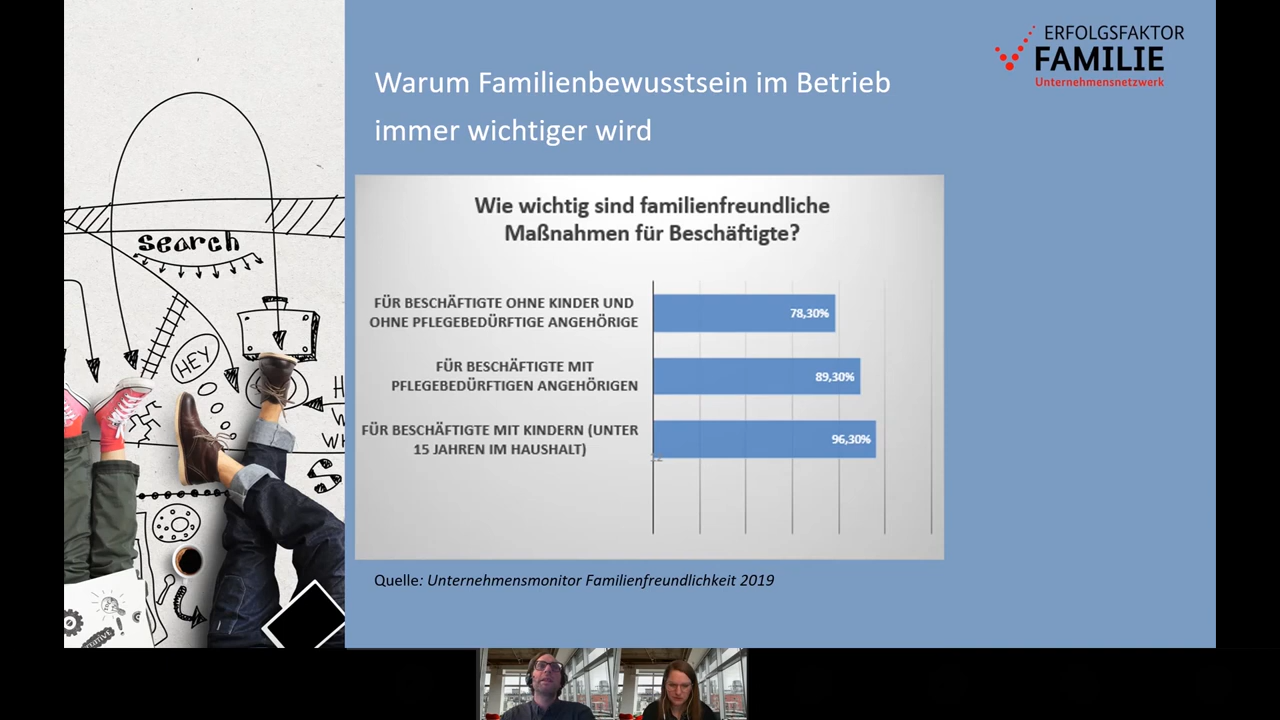 ERFOLGSFAKTOR
FAMILIE
Unternehmensnetzwerk
Warum Familienbewusstsein im Betrieb
immer wichtiger wird
search
HEY
Wie wichtig sind familienfreundliche
Maßnahmen für Beschäftigte?
FÜR BESCHÄFTIGTE OHNE KINDER UND
OHNE PFLEGEBEDÜRFTIGE ANGEHÖRIGE
78,30%
FÜR BESCHÄFTIGTE MIT
PFLEGEBEDÜRFTIGEN ANGEHÖRIGEN
89,30%
FÜR BESCHÄFTIGTE MIT KINDERN (UNTER
15 JAHREN IM HAUSHALT)
96,30%
Quelle: Unternehmensmonitor Familienfreundlichkeit 2019